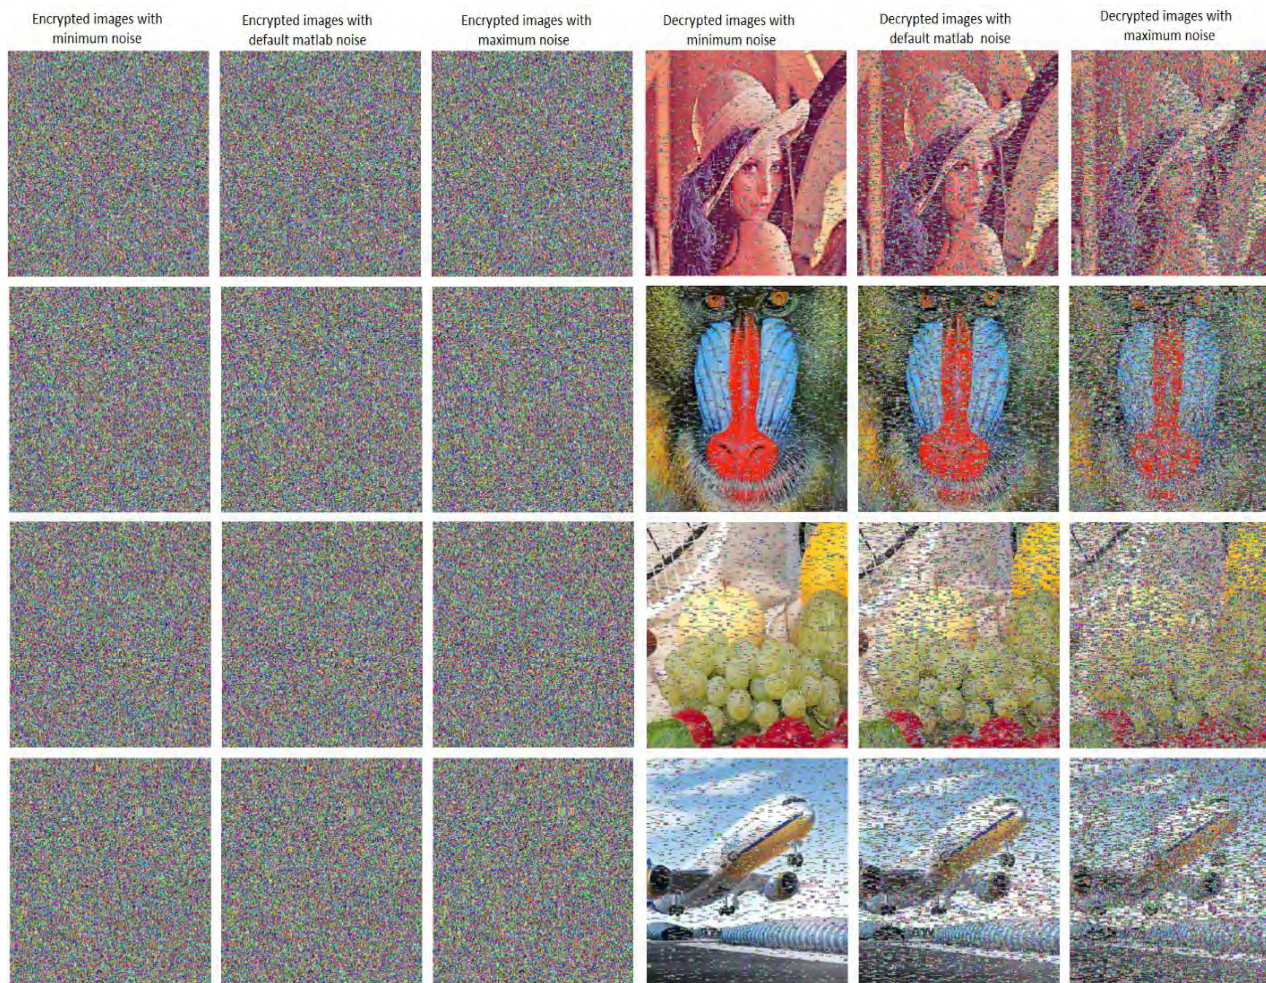 Encrypted images with
minimum noise
Encrypted images with
default matlab noise
Encrypted images with
maximum noise
Decrypted images with
minimum noise
Decrypted images with
default matlab  noise
Decrypted images with
maximum noise